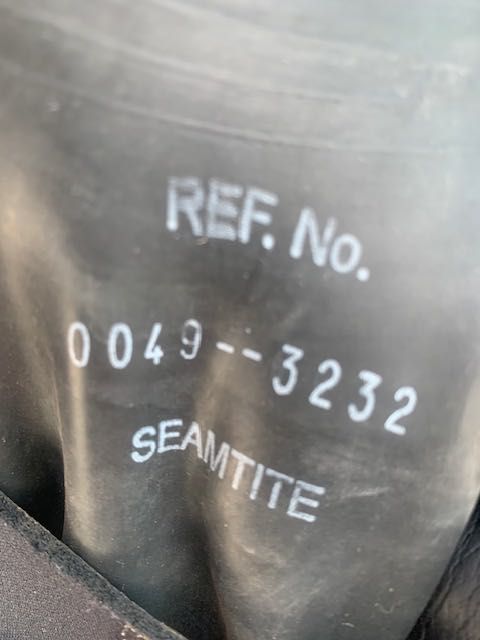 REF. No.
0049--3232
SEAMTITE